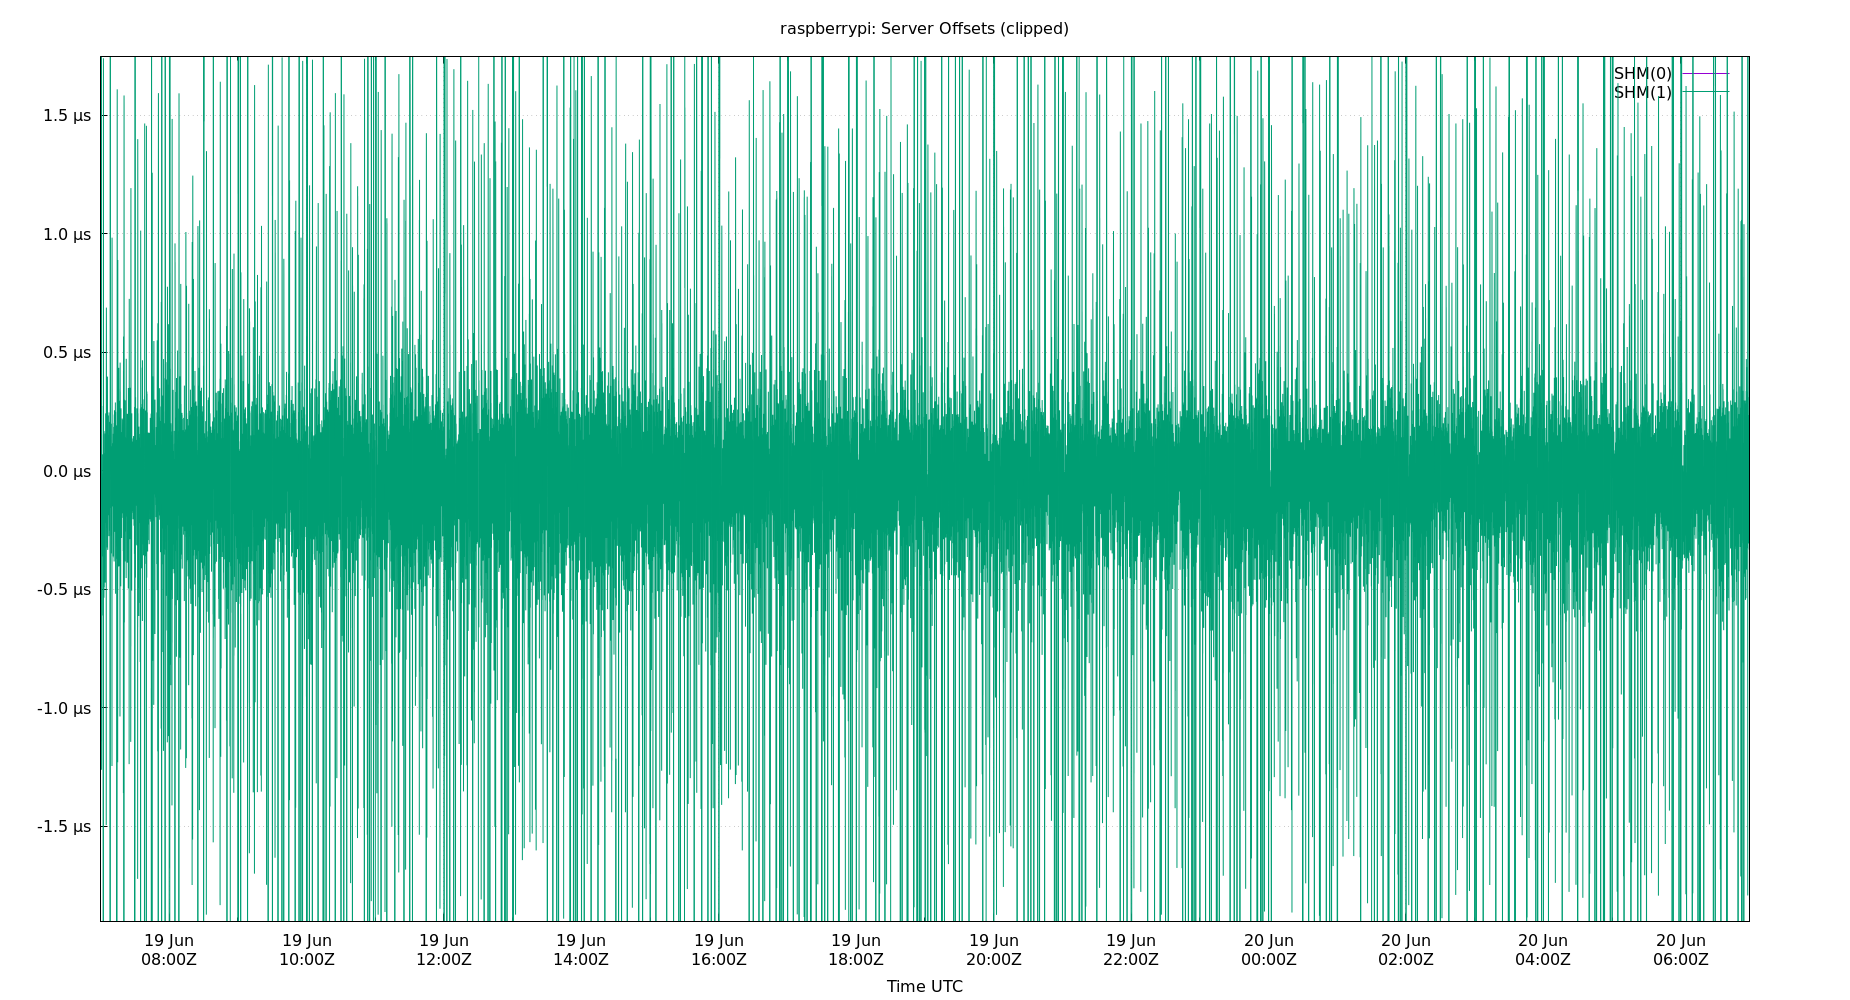 raspberrypi: Server Offsets (clipped)
SHM(0)
SHM(1)
1.5 µs
1.0 µs
0.5 µs
0.0 µs
-0.5 µs
-1.0 µs
-1.5 µs
19 Jun 19 Jun 19 Jun 19 Jun 19 Jun 19 Jun 19 Jun 19 Jun 20 Jun 20 Jun 20 Jun 20 Jun
08:00Z 10:00Z 12:00Z 14:00Z 16:00Z 18:00Z 20:00Z 22:00Z 00:00Z 02:00Z 04:00Z 06:00Z
Time UTC